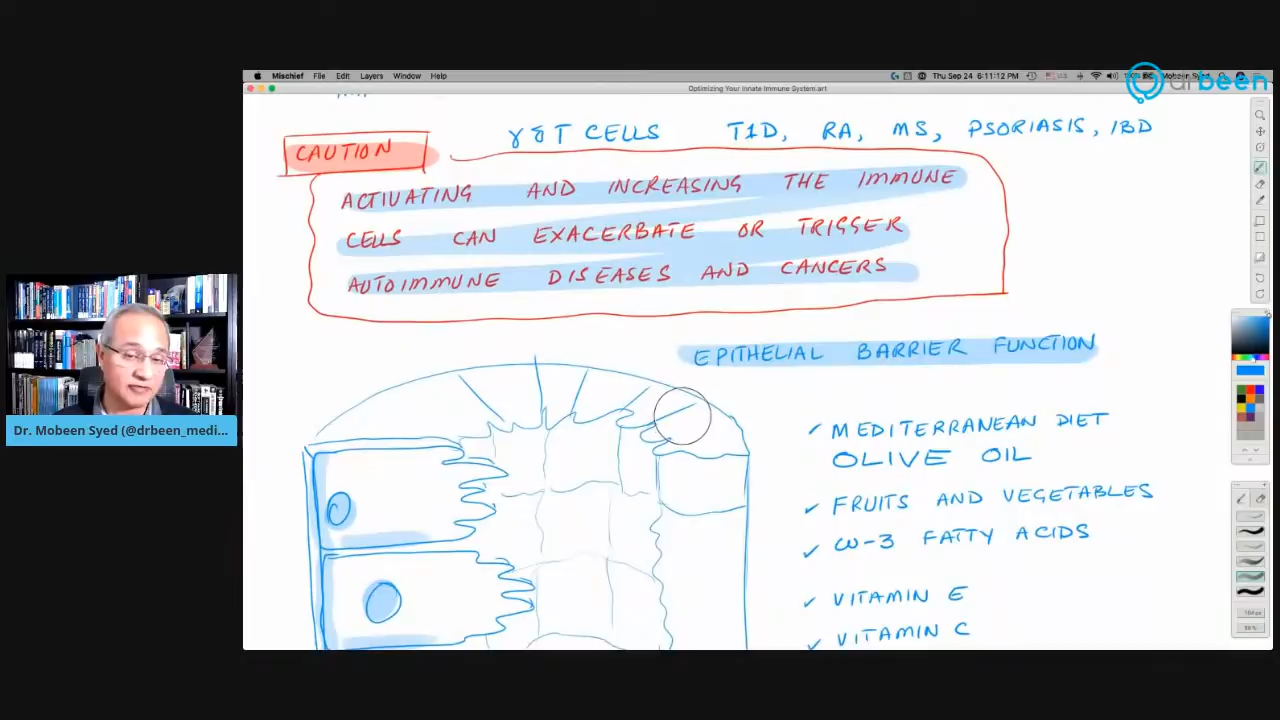 Mischief File Edit Layers Window Help
Thu Sep 24 6:11:12 PM
Mobeen Syed
drbeen
Optimizing Your Innate Immune System.art
γδ T CELLS T1D, RA, MS, PSORIASIS, IBD
CAUTION
ACTIVATING AND INCREASING THE IMMUNE
CELLS CAN EXACERBATE OR TRIGGER
AUTOIMMUNE DISEASES AND CANCERS
EPITHELIAL BARRIER FUNCTION
✓ MEDITERRANEAN DIET
OLIVE OIL
✓ FRUITS AND VEGETABLES
✓ ω-3 FATTY ACIDS
✓ VITAMIN E
✓ VITAMIN C
Dr. Mobeen Syed (@drbeen_medi...